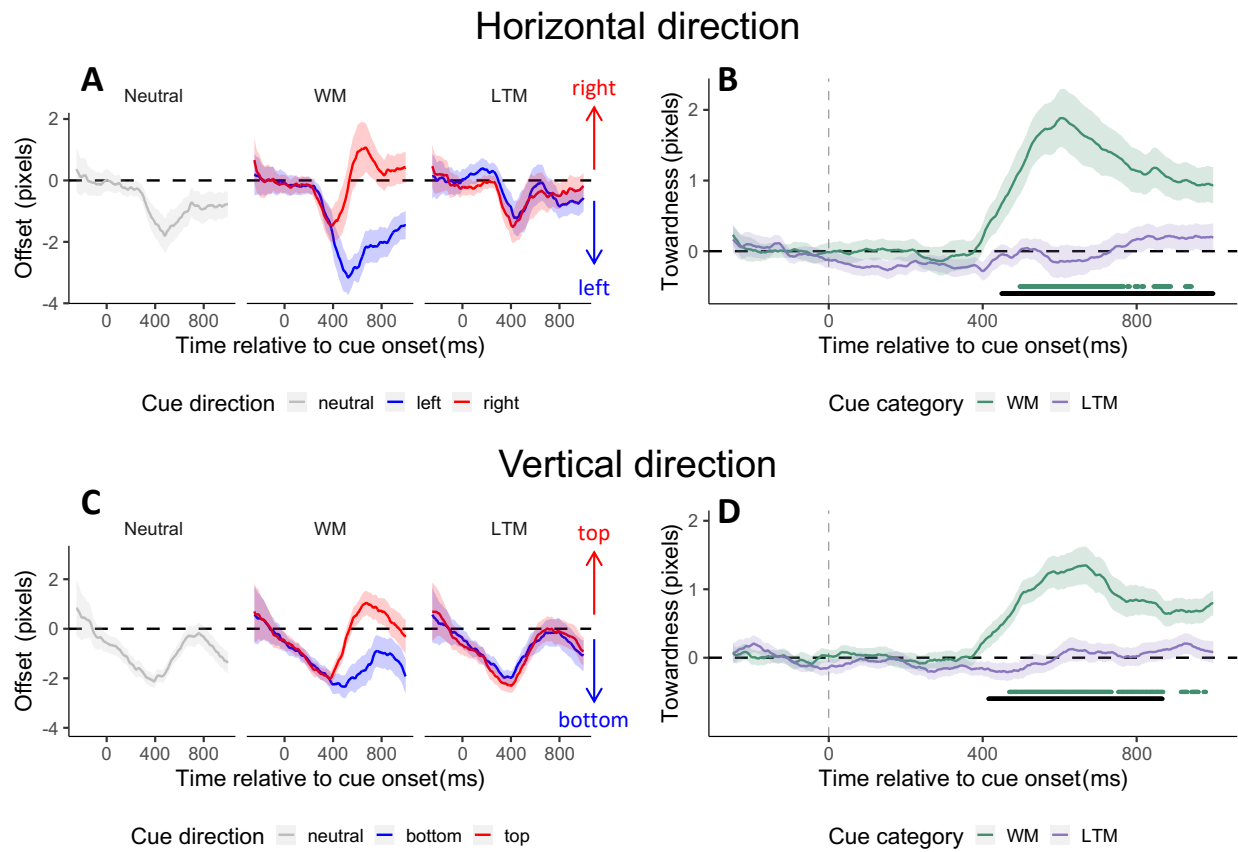 Horizontal direction
A
B
Neutral
WM
LTM
right
left
Offset (pixels)
2
0
-2
-4
0 400 800
0 400 800
0 400 800
Time relative to cue onset(ms)
Cue direction neutral left right
Towardness (pixels)
2
1
0
0 400 800
Time relative to cue onset(ms)
Cue category WM LTM
Vertical direction
C
D
Neutral
WM
LTM
top
bottom
Offset (pixels)
2
0
-2
-4
0 400 800
0 400 800
0 400 800
Time relative to cue onset(ms)
Cue direction neutral bottom top
Towardness (pixels)
2
1
0
0 400 800
Time relative to cue onset(ms)
Cue category WM LTM